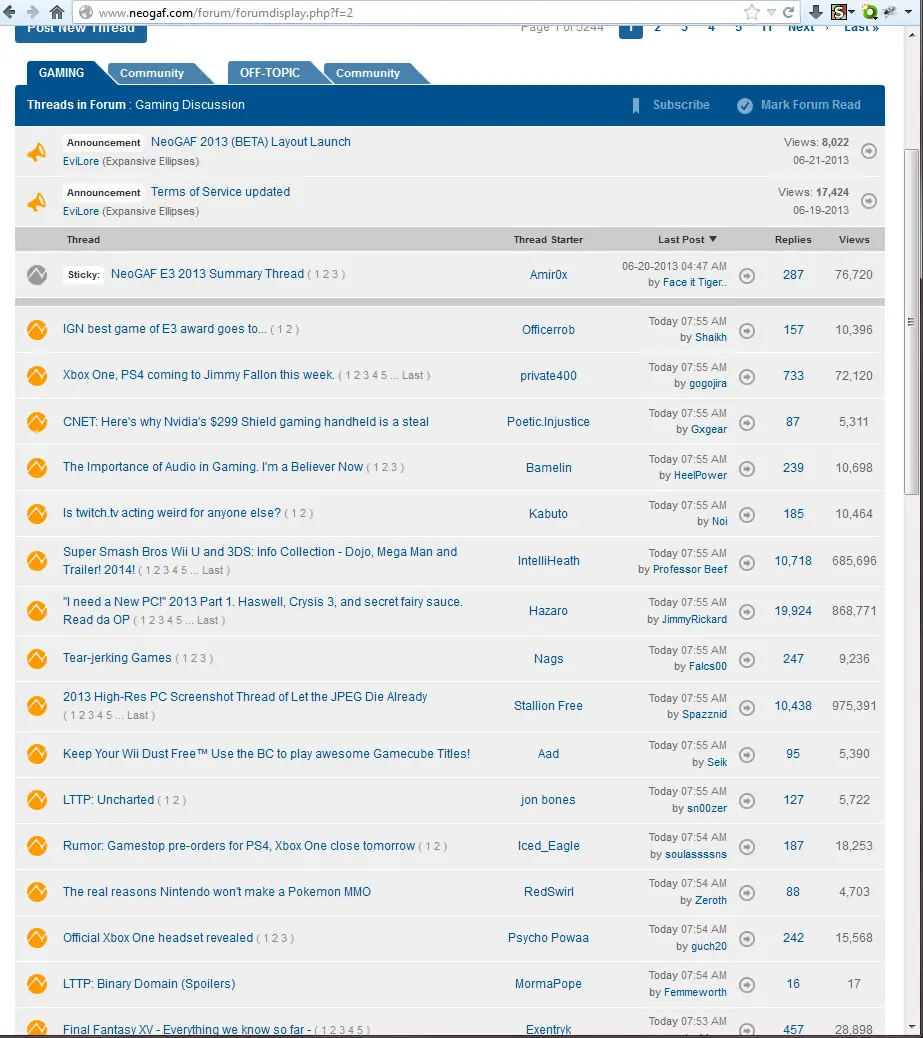 www.neogaf.com/forum/forumdisplay.php?f=2
Post New Thread Page 1 of 5244 1 2 3 4 5 11 Next › Last »
GAMING Community OFF-TOPIC Community
Threads in Forum : Gaming Discussion Subscribe Mark Forum Read
Announcement NeoGAF 2013 (BETA) Layout Launch Views: 8,022
EviLore (Expansive Ellipses) 06-21-2013
Announcement Terms of Service updated Views: 17,424
EviLore (Expansive Ellipses) 06-19-2013
Thread Thread Starter Last Post ▼ Replies Views
Sticky: NeoGAF E3 2013 Summary Thread ( 1 2 3 ) Amir0x 06-20-2013 04:47 AM 287 76,720
by Face it Tiger..
IGN best game of E3 award goes to... ( 1 2 ) Officerrob Today 07:55 AM 157 10,396
by Shaikh
Xbox One, PS4 coming to Jimmy Fallon this week. ( 1 2 3 4 5 ... Last ) private400 Today 07:55 AM 733 72,120
by gogojira
CNET: Here's why Nvidia's $299 Shield gaming handheld is a steal Poetic.Injustice Today 07:55 AM 87 5,311
by Gxgear
The Importance of Audio in Gaming. I'm a Believer Now ( 1 2 3 ) Bamelin Today 07:55 AM 239 10,698
by HeelPower
Is twitch.tv acting weird for anyone else? ( 1 2 ) Kabuto Today 07:55 AM 185 10,464
by Noi
Super Smash Bros Wii U and 3DS: Info Collection - Dojo, Mega Man and Today 07:55 AM
Trailer! 2014! ( 1 2 3 4 5 ... Last ) IntelliHeath by Professor Beef 10,718 685,696
"I need a New PC!" 2013 Part 1. Haswell, Crysis 3, and secret fairy sauce. Today 07:55 AM
Read da OP ( 1 2 3 4 5 ... Last ) Hazaro by JimmyRickard 19,924 868,771
Tear-jerking Games ( 1 2 3 ) Nags Today 07:55 AM 247 9,236
by Falcs00
2013 High-Res PC Screenshot Thread of Let the JPEG Die Already Today 07:55 AM
( 1 2 3 4 5 ... Last ) Stallion Free by Spazznid 10,438 975,391
Keep Your Wii Dust Free™ Use the BC to play awesome Gamecube Titles! Aad Today 07:55 AM 95 5,390
by Seik
LTTP: Uncharted ( 1 2 ) jon bones Today 07:55 AM 127 5,722
by sn00zer
Rumor: Gamestop pre-orders for PS4, Xbox One close tomorrow ( 1 2 ) Iced_Eagle Today 07:54 AM 187 18,253
by soulassssns
The real reasons Nintendo won't make a Pokemon MMO RedSwirl Today 07:54 AM 88 4,703
by Zeroth
Official Xbox One headset revealed ( 1 2 3 ) Psycho Powaa Today 07:54 AM 242 15,568
by guch20
LTTP: Binary Domain (Spoilers) MormaPope Today 07:54 AM 16 17
by Femmeworth
Final Fantasy XV - Everything we know so far - ( 1 2 3 4 5 ) Exentryk Today 07:53 AM 457 28,898